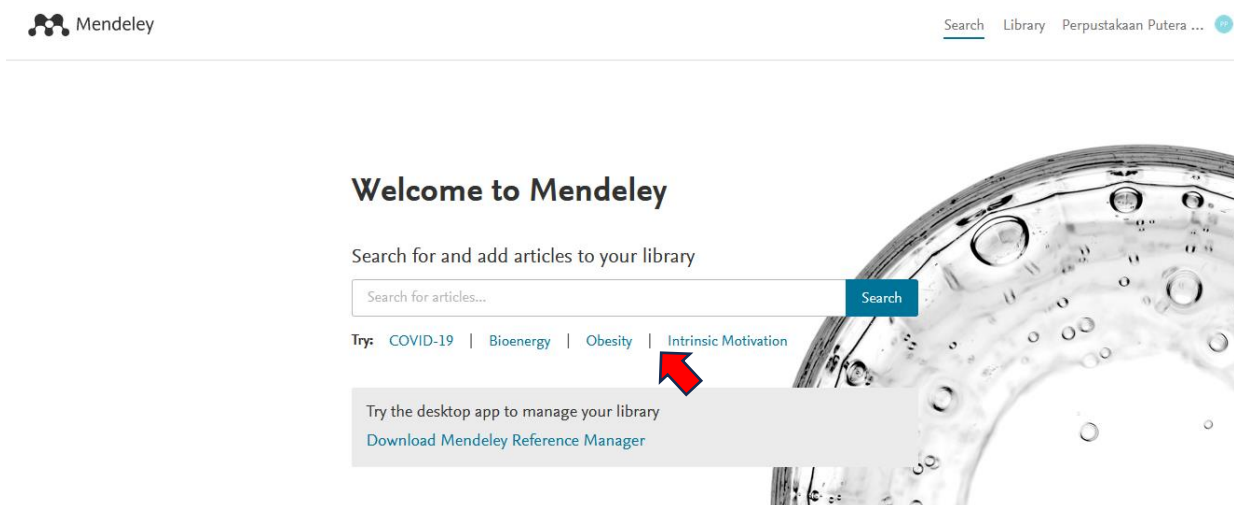 Mendeley
Search Library Perpustakaan Putera ...
Welcome to Mendeley
Search for and add articles to your library
Search for articles... Search
Try: COVID-19 | Bioenergy | Obesity | Intrinsic Motivation
Try the desktop app to manage your library
Download Mendeley Reference Manager